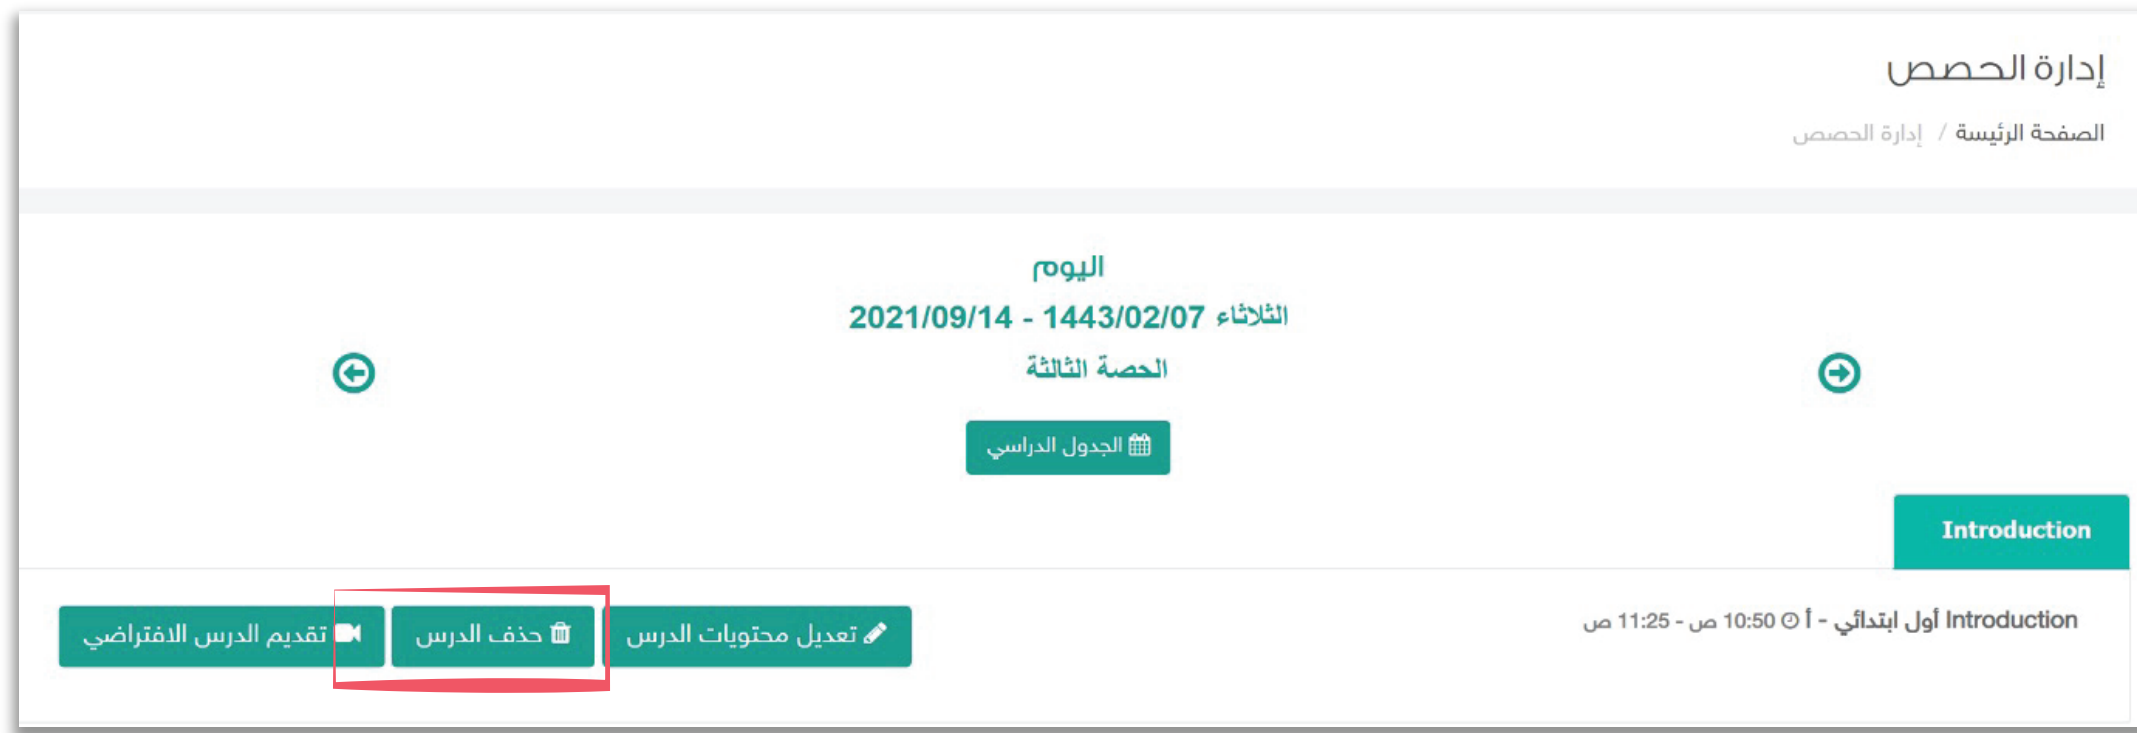 إدارة الحصص
الصفحة الرئيسة / إدارة الحصص
اليوم
الثلاثاء 1443/02/07 - 2021/09/14
الحصة الثالثة
الجدول الدراسي
Introduction
Introduction أول ابتدائي - أ 10:50 ص - 11:25 ص
تعديل محتويات الدرس
حذف الدرس
تقديم الدرس الافتراضي